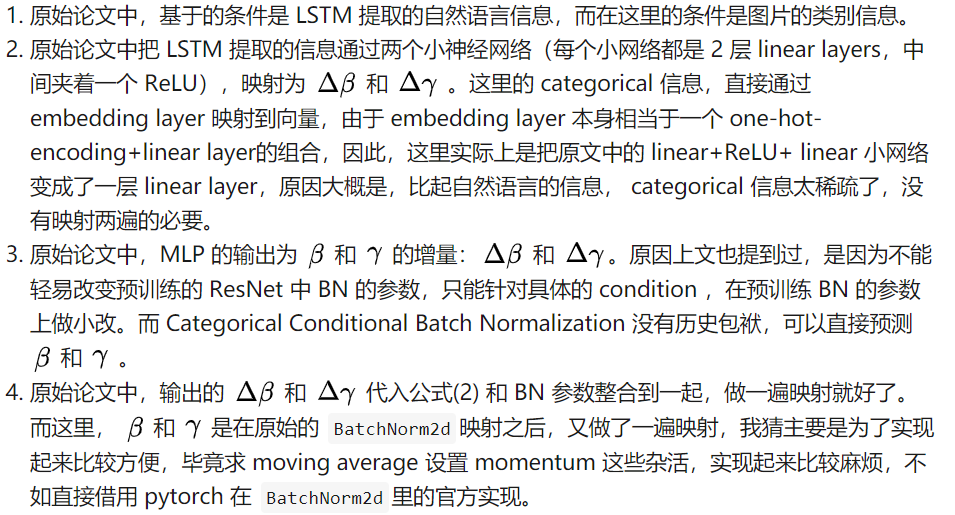 1. 原始论文中，基于的条件是 LSTM 提取的自然语言信息，而在这里的条件是图片的类别信息。
2. 原始论文中把 LSTM 提取的信息通过两个小神经网络（每个小网络都是 2 层 linear layers，中
间夹着一个 ReLU），映射为 Δβ 和 Δγ 。这里的 categorical 信息，直接通过
embedding layer 映射到向量，由于 embedding layer 本身相当于一个 one-hot-
encoding+linear layer的组合，因此，这里实际上是把原文中的 linear+ReLU+ linear 小网络
变成了一层 linear layer，原因大概是，比起自然语言的信息， categorical 信息太稀疏了，没
有映射两遍的必要。
3. 原始论文中，MLP 的输出为 β 和 γ 的增量： Δβ 和 Δγ。原因上文也提到过，是因为不能
轻易改变预训练的 ResNet 中 BN 的参数，只能针对具体的 condition ，在预训练 BN 的参数
上做小改。而 Categorical Conditional Batch Normalization 没有历史包袱，可以直接预测
β 和 γ 。
4. 原始论文中，输出的 Δβ 和 Δγ 代入公式(2) 和 BN 参数整合到一起，做一遍映射就好了。
而这里， β 和 γ 是在原始的 BatchNorm2d 映射之后，又做了一遍映射，我猜主要是为了实现
起来比较方便，毕竟求 moving average 设置 momentum 这些杂活，实现起来比较麻烦，不
如直接借用 pytorch 在 BatchNorm2d 里的官方实现。